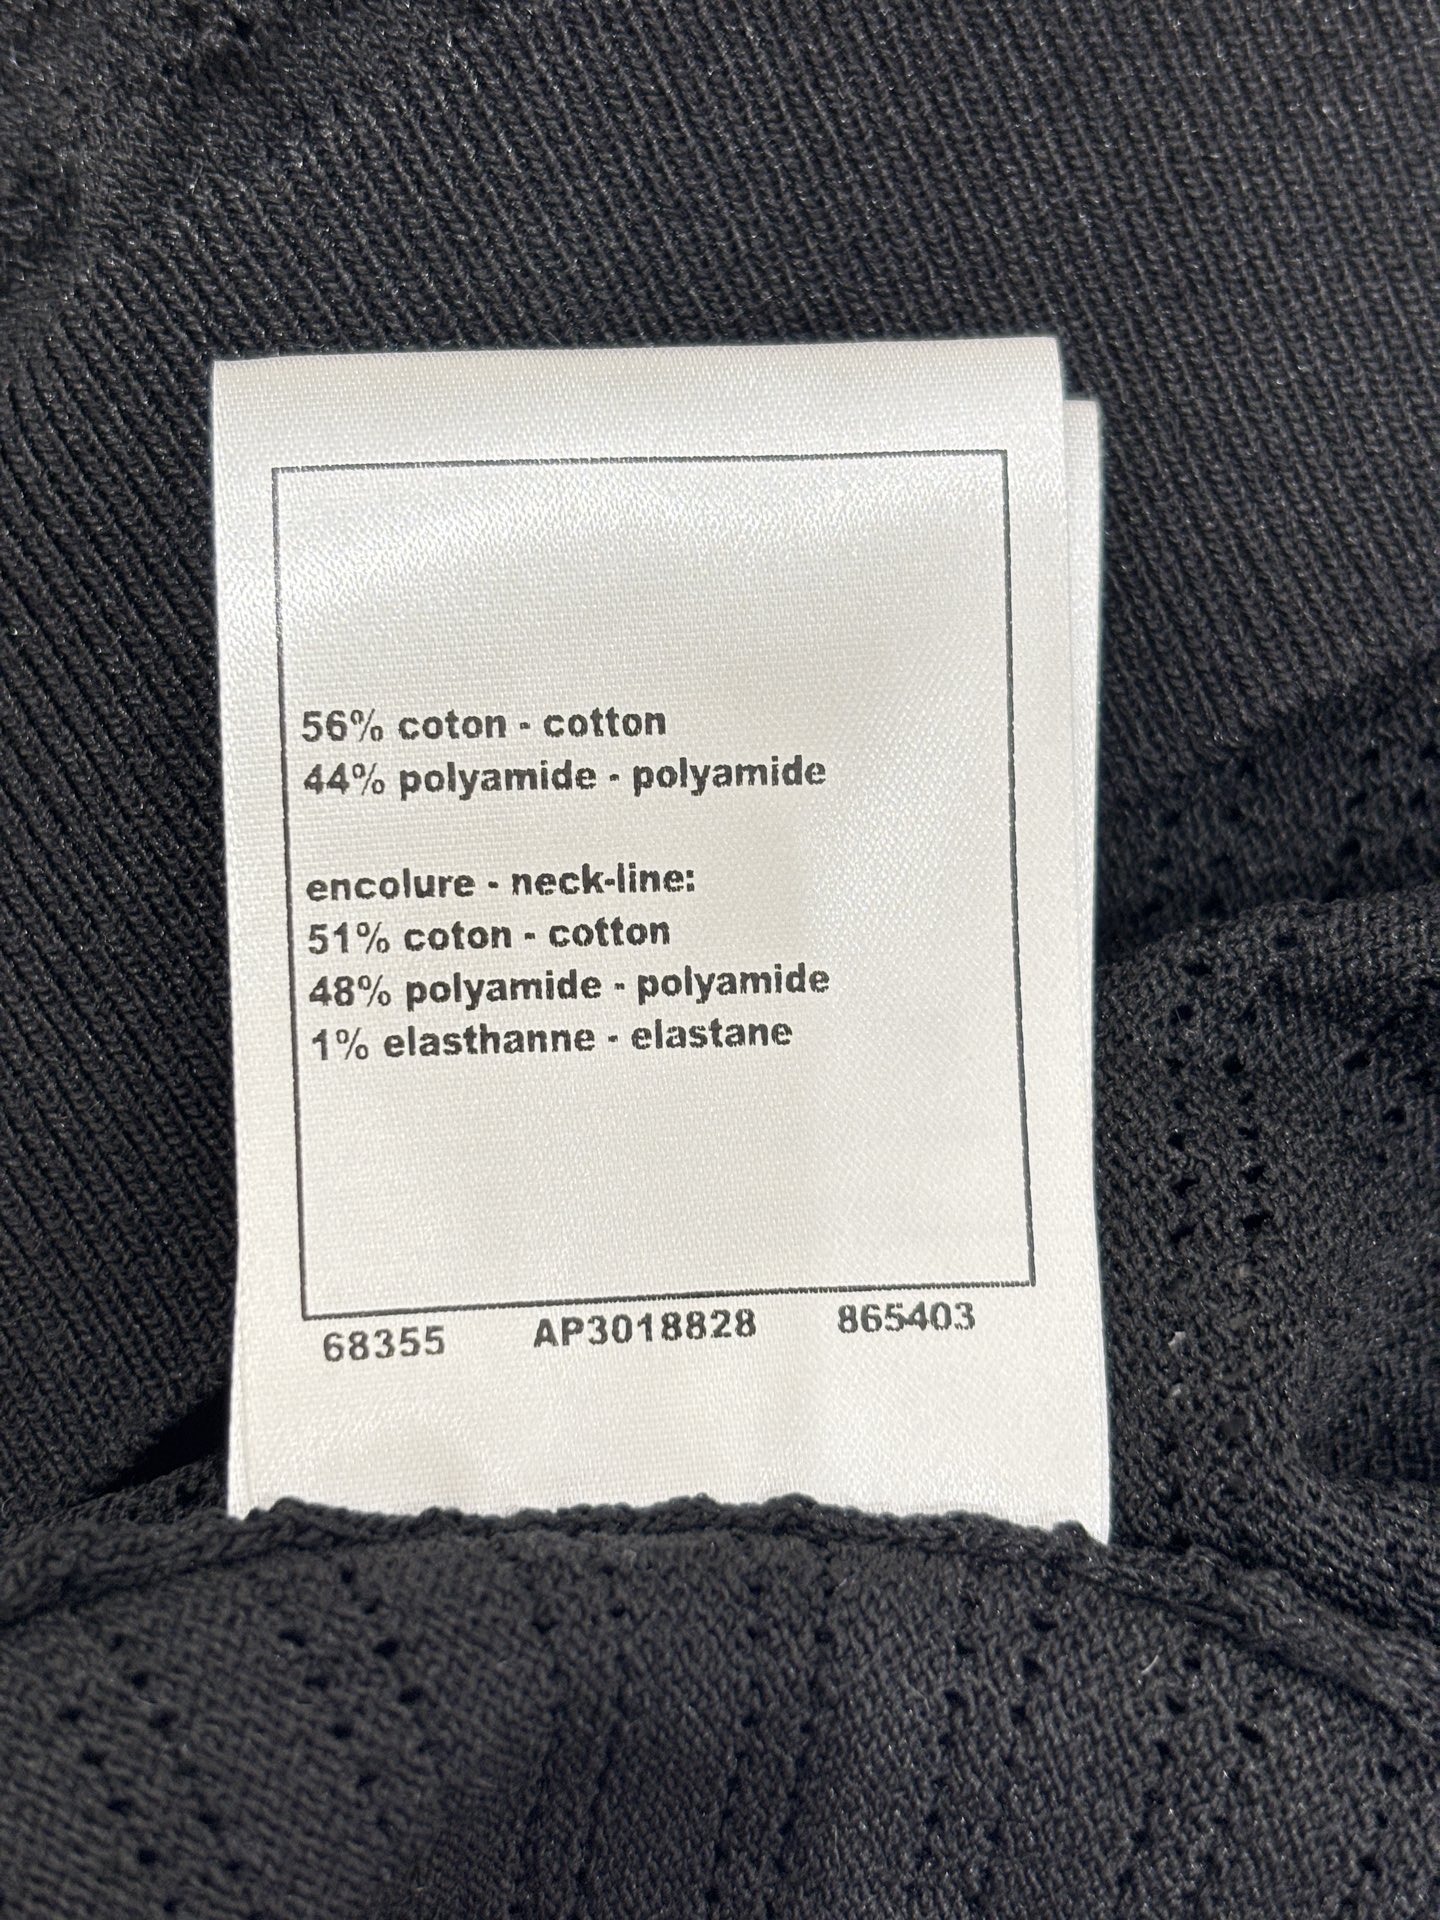 56% coton - cotton
44% polyamide - polyamide
encolure - neck-line:
51% coton - cotton
48% polyamide - polyamide
1% elasthanne - elastane
68355 AP3018828 865403